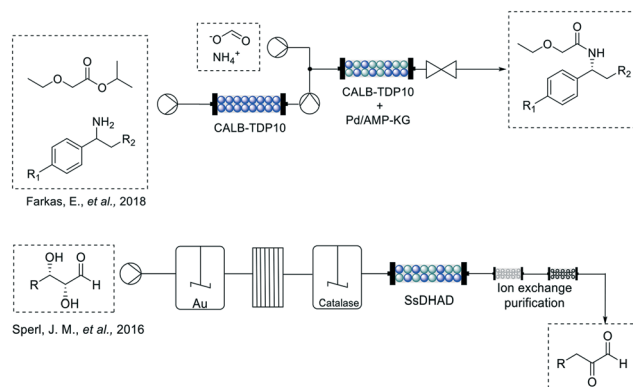 O
O
O
NH2
R1
R2
Farkas, E., et al., 2018
-O
O
NH4+
CALB-TDP10
CALB-TDP10
+
Pd/AMP-KG
O
O
HN
R2
R1
OH
O
R
H
OH
Sperl, J. M., et al., 2016
Au
Catalase
SsDHAD
Ion exchange
purification
O
R
H
O